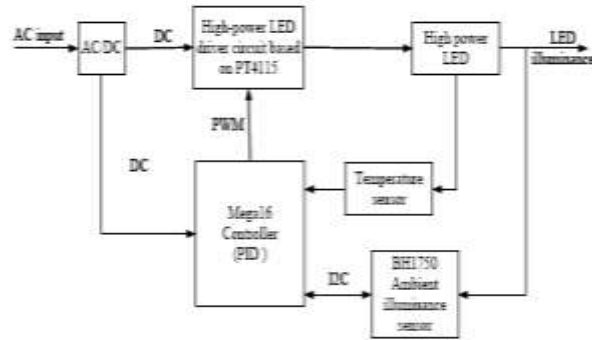 AC input
AC/DC
DC
High-power LED
driver circuit based
on PT4115
High power
LED
LED
illuminance
PWM
DC
Mega16
Controller
(PID )
Temperature
sensor
I2C
BH1750
Ambient
illuminance
sensor